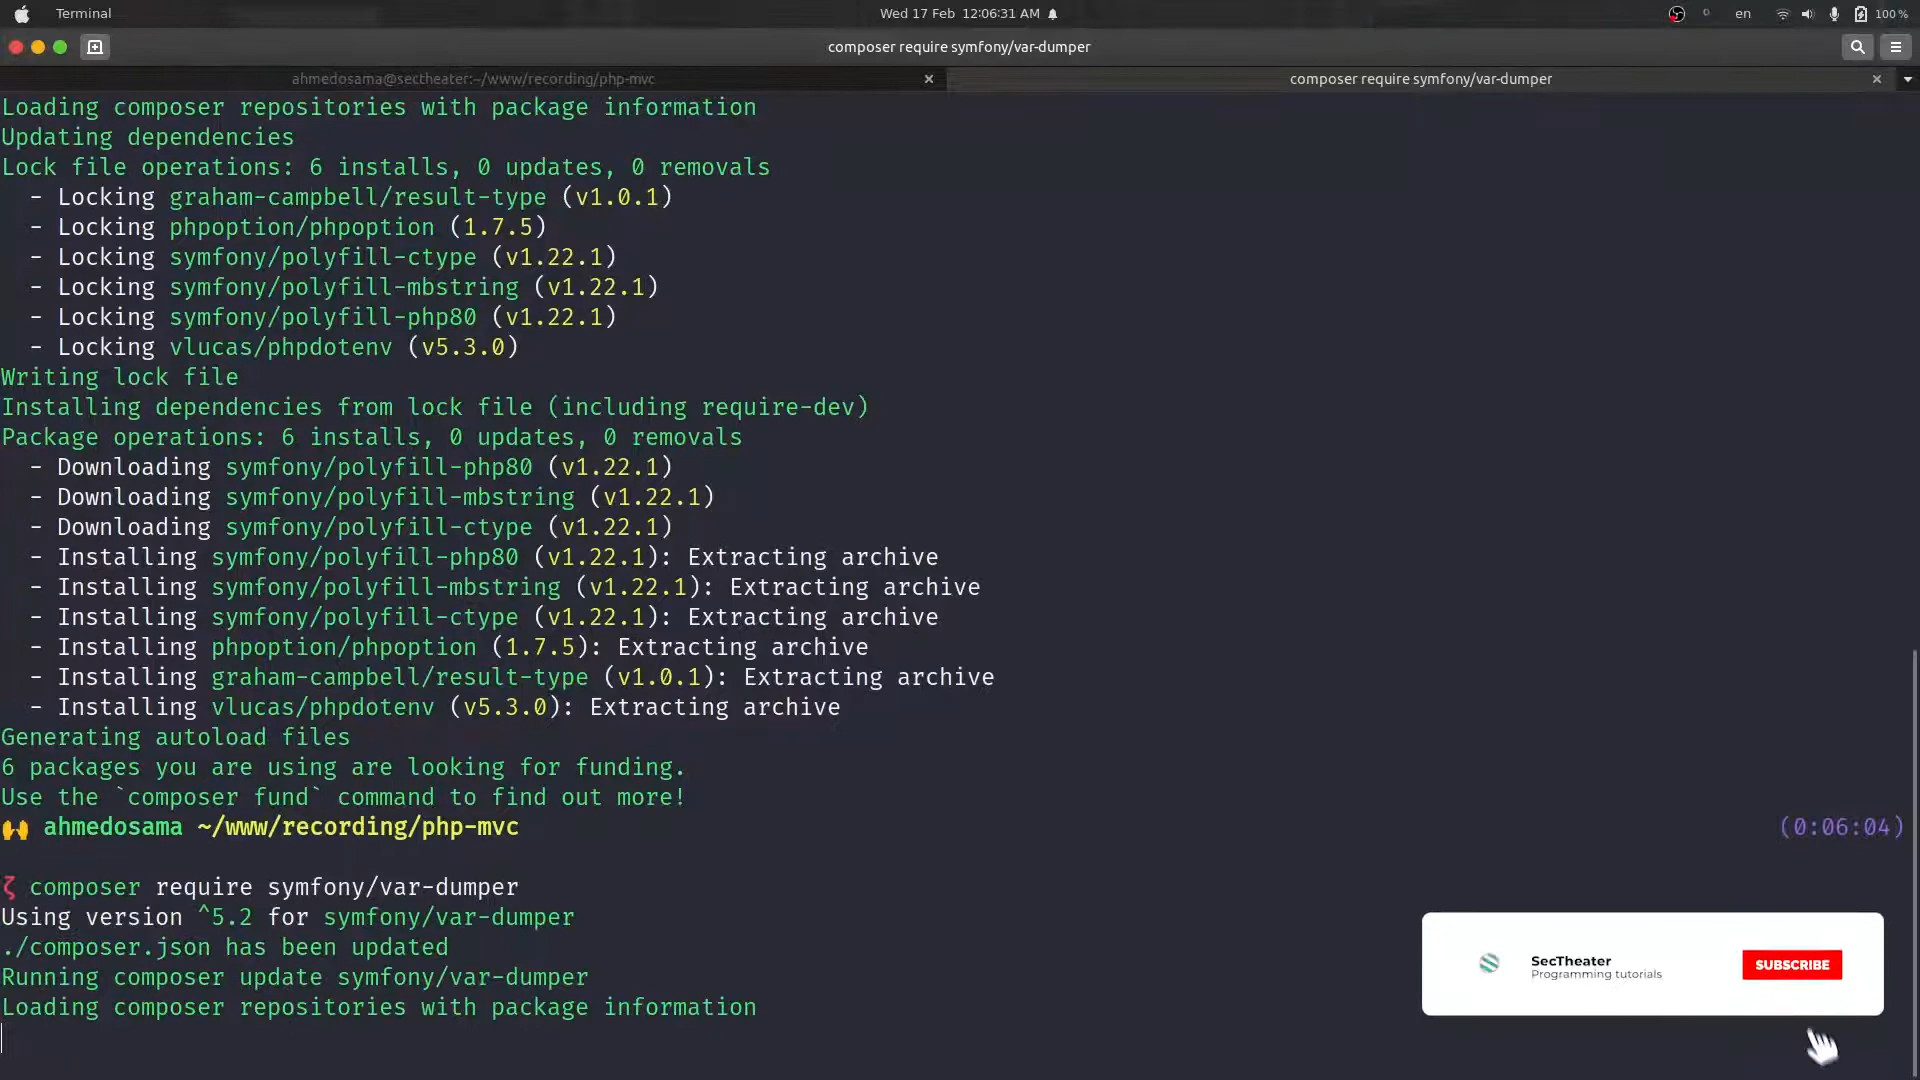 Terminal
Wed 17 Feb 12:06:31 AM
en
100 %
composer require symfony/var-dumper
ahmedosama@sectheater:~/www/recording/php-mvc
composer require symfony/var-dumper
Loading composer repositories with package information
Updating dependencies
Lock file operations: 6 installs, 0 updates, 0 removals
- Locking graham-campbell/result-type (v1.0.1)
- Locking phpoption/phpoption (1.7.5)
- Locking symfony/polyfill-ctype (v1.22.1)
- Locking symfony/polyfill-mbstring (v1.22.1)
- Locking symfony/polyfill-php80 (v1.22.1)
- Locking vlucas/phpdotenv (v5.3.0)
Writing lock file
Installing dependencies from lock file (including require-dev)
Package operations: 6 installs, 0 updates, 0 removals
- Downloading symfony/polyfill-php80 (v1.22.1)
- Downloading symfony/polyfill-mbstring (v1.22.1)
- Downloading symfony/polyfill-ctype (v1.22.1)
- Installing symfony/polyfill-php80 (v1.22.1): Extracting archive
- Installing symfony/polyfill-mbstring (v1.22.1): Extracting archive
- Installing symfony/polyfill-ctype (v1.22.1): Extracting archive
- Installing phpoption/phpoption (1.7.5): Extracting archive
- Installing graham-campbell/result-type (v1.0.1): Extracting archive
- Installing vlucas/phpdotenv (v5.3.0): Extracting archive
Generating autoload files
6 packages you are using are looking for funding.
Use the `composer fund` command to find out more!
🙌 ahmedosama ~/www/recording/php-mvc (0:06:04)
ζ composer require symfony/var-dumper
Using version ^5.2 for symfony/var-dumper
./composer.json has been updated
Running composer update symfony/var-dumper
Loading composer repositories with package information
SecTheater
Programming tutorials
SUBSCRIBE